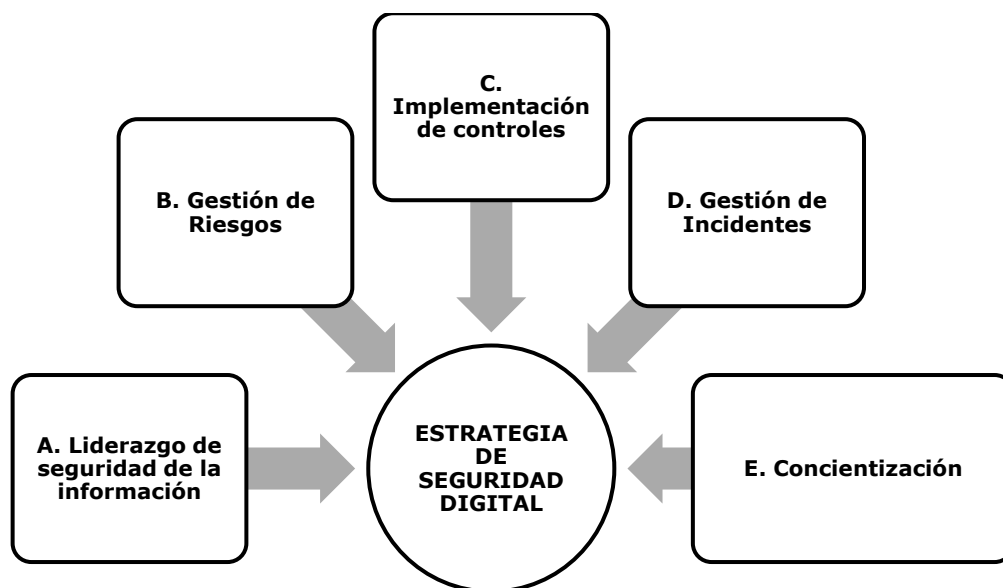 C.
Implementación
de controles
B. Gestión de
Riesgos
D. Gestión de
Incidentes
A. Liderazgo de
seguridad de la
información
ESTRATEGIA
DE
SEGURIDAD
DIGITAL
E. Concientización